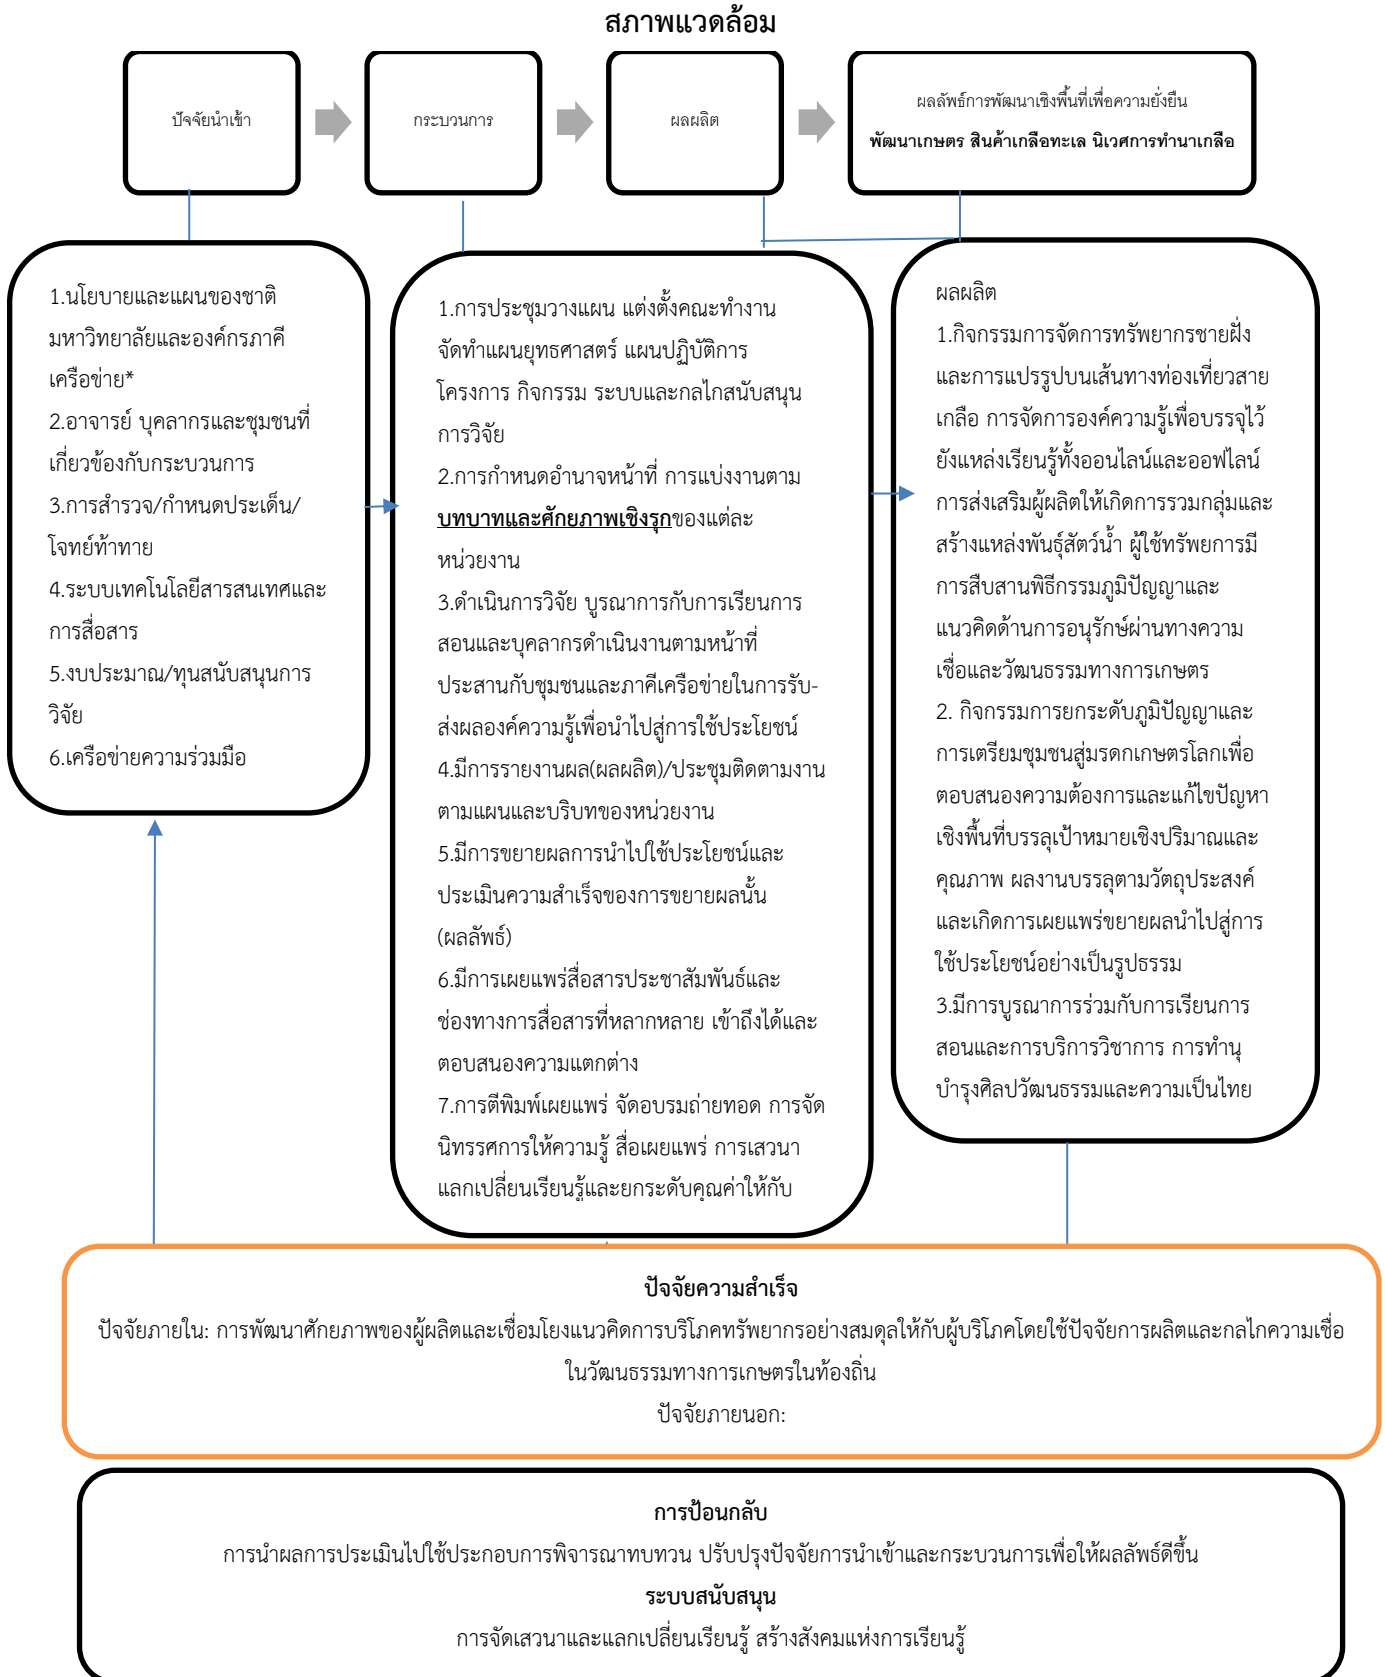 สภาพแวดล้อม
ปัจจัยนำเข้า
กระบวนการ
ผลผลิต
ผลลัพธ์การพัฒนาเชิงพื้นที่เพื่อความยั่งยืน
พัฒนาเกษตร สินค้าเกลือทะเล นิเวศการทำนาเกลือ
1.นโยบายและแผนของชาติ
มหาวิทยาลัยและองค์กรภาคี
เครือข่าย*
2.อาจารย์ บุคลากรและชุมชนที่
เกี่ยวข้องกับกระบวนการ
3.การสำรวจ/กำหนดประเด็น/
โจทย์ท้าทาย
4.ระบบเทคโนโลยีสารสนเทศและ
การสื่อสาร
5.งบประมาณ/ทุนสนับสนุนการ
วิจัย
6.เครือข่ายความร่วมมือ
1.การประชุมวางแผน แต่งตั้งคณะทำงาน
จัดทำแผนยุทธศาสตร์ แผนปฏิบัติการ
โครงการ กิจกรรม ระบบและกลไกสนับสนุน
การวิจัย
2.การกำหนดอำนาจหน้าที่ การแบ่งงานตาม
บทบาทและศักยภาพเชิงรุกของแต่ละ
หน่วยงาน
3.ดำเนินการวิจัย บูรณาการกับการเรียนการ
สอนและบุคลากรดำเนินงานตามหน้าที่
ประสานกับชุมชนและภาคีเครือข่ายในการรับ-
ส่งผลองค์ความรู้เพื่อนำไปสู่การใช้ประโยชน์
4.มีการรายงานผล(ผลผลิต)/ประชุมติดตามงาน
ตามแผนและบริบทของหน่วยงาน
5.มีการขยายผลการนำไปใช้ประโยชน์และ
ประเมินความสำเร็จของการขยายผลนั้น
(ผลลัพธ์)
6.มีการเผยแพร่สื่อสารประชาสัมพันธ์และ
ช่องทางการสื่อสารที่หลากหลาย เข้าถึงได้และ
ตอบสนองความแตกต่าง
7.การตีพิมพ์เผยแพร่ จัดอบรมถ่ายทอด การจัด
นิทรรศการให้ความรู้ สื่อเผยแพร่ การเสวนา
แลกเปลี่ยนเรียนรู้และยกระดับคุณค่าให้กับ
ผลผลิต
1.กิจกรรมการจัดการทรัพยากรชายฝั่ง
และการแปรรูปบนเส้นทางท่องเที่ยวสาย
เกลือ การจัดการองค์ความรู้เพื่อบรรจุไว้
ยังแหล่งเรียนรู้ทั้งออนไลน์และออฟไลน์
การส่งเสริมผู้ผลิตให้เกิดการรวมกลุ่มและ
สร้างแหล่งพันธุ์สัตว์น้ำ ผู้ใช้ทรัพยการมี
การสืบสานพิธีกรรมภูมิปัญญาและ
แนวคิดด้านการอนุรักษ์ผ่านทางความ
เชื่อและวัฒนธรรมทางการเกษตร
2. กิจกรรมการยกระดับภูมิปัญญาและ
การเตรียมชุมชนสู่มรดกเกษตรโลกเพื่อ
ตอบสนองความต้องการและแก้ไขปัญหา
เชิงพื้นที่บรรลุเป้าหมายเชิงปริมาณและ
คุณภาพ ผลงานบรรลุตามวัตถุประสงค์
และเกิดการเผยแพร่ขยายผลนำไปสู่การ
ใช้ประโยชน์อย่างเป็นรูปธรรม
3.มีการบูรณาการร่วมกับการเรียนการ
สอนและการบริการวิชาการ การทำนุ
บำรุงศิลปวัฒนธรรมและความเป็นไทย
ปัจจัยความสำเร็จ
ปัจจัยภายใน: การพัฒนาศักยภาพของผู้ผลิตและเชื่อมโยงแนวคิดการบริโภคทรัพยากรอย่างสมดุลให้กับผู้บริโภคโดยใช้ปัจจัยการผลิตและกลไกความเชื่อ
ในวัฒนธรรมทางการเกษตรในท้องถิ่น
ปัจจัยภายนอก:
การป้อนกลับ
การนำผลการประเมินไปใช้ประกอบการพิจารณาทบทวน ปรับปรุงปัจจัยการนำเข้าและกระบวนการเพื่อให้ผลลัพธ์ดีขึ้น
ระบบสนับสนุน
การจัดเสวนาและแลกเปลี่ยนเรียนรู้ สร้างสังคมแห่งการเรียนรู้